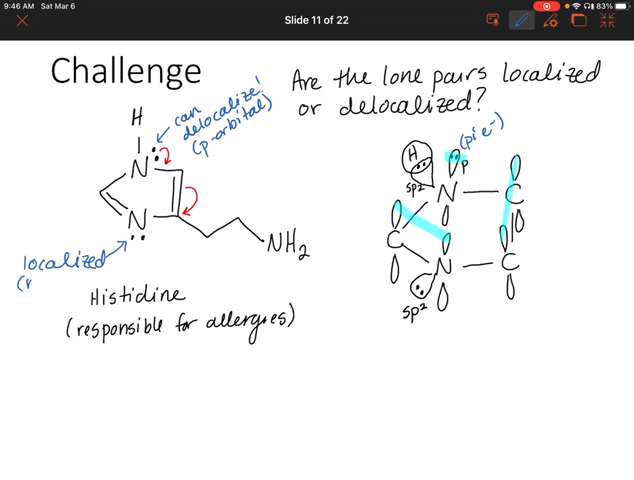 9:46 AM Sat Mar 6
83%
Slide 11 of 22
Challenge
Are the lone pairs localized
or delocalized?
H
can
delocalize!
(p-orbital)
N
N
NH2
localized
(r
Histidine
(responsible for allergies)
(pi e-)
H
p
sp2
N
C
C
N
C
sp2